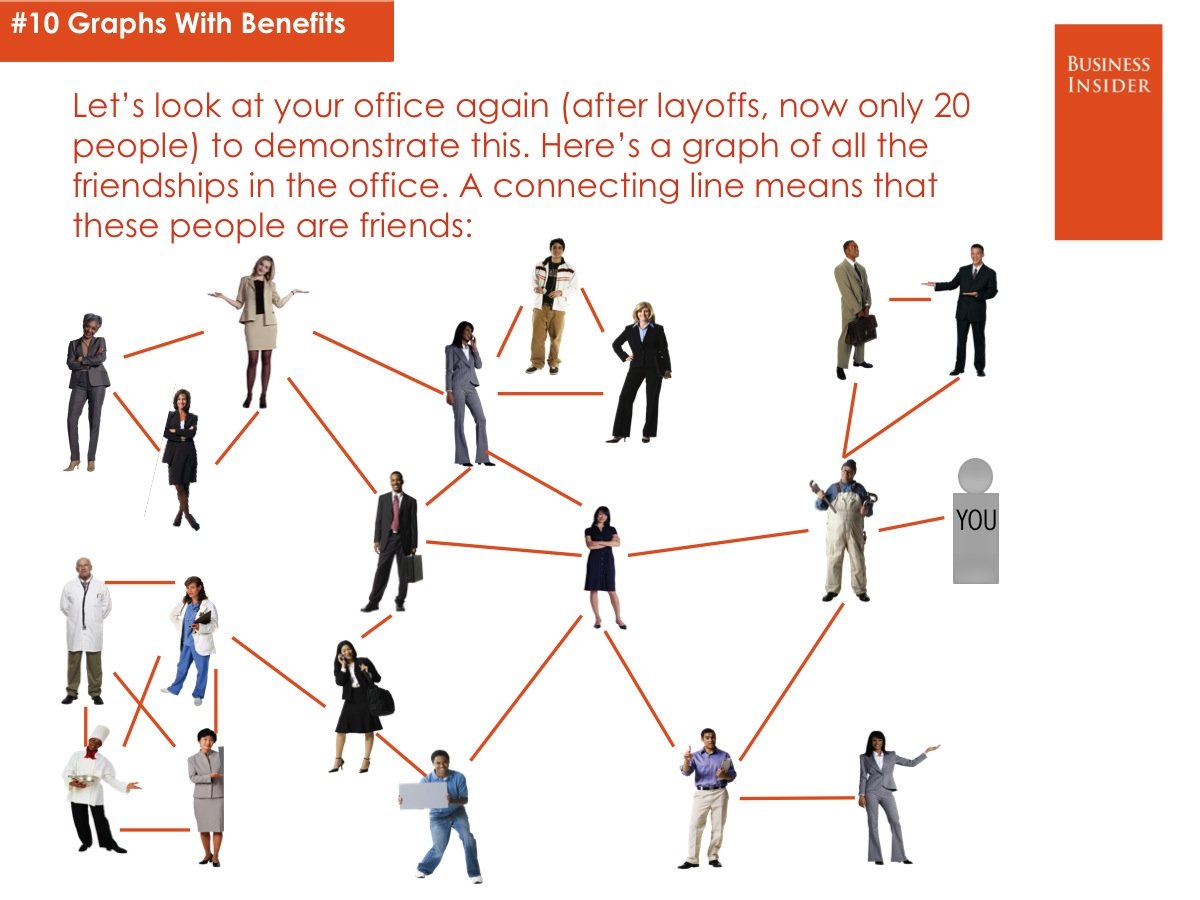 #10 Graphs With Benefits
BUSINESS
INSIDER
Let’s look at your office again (after layoffs, now only 20
people) to demonstrate this. Here’s a graph of all the
friendships in the office. A connecting line means that
these people are friends:
YOU